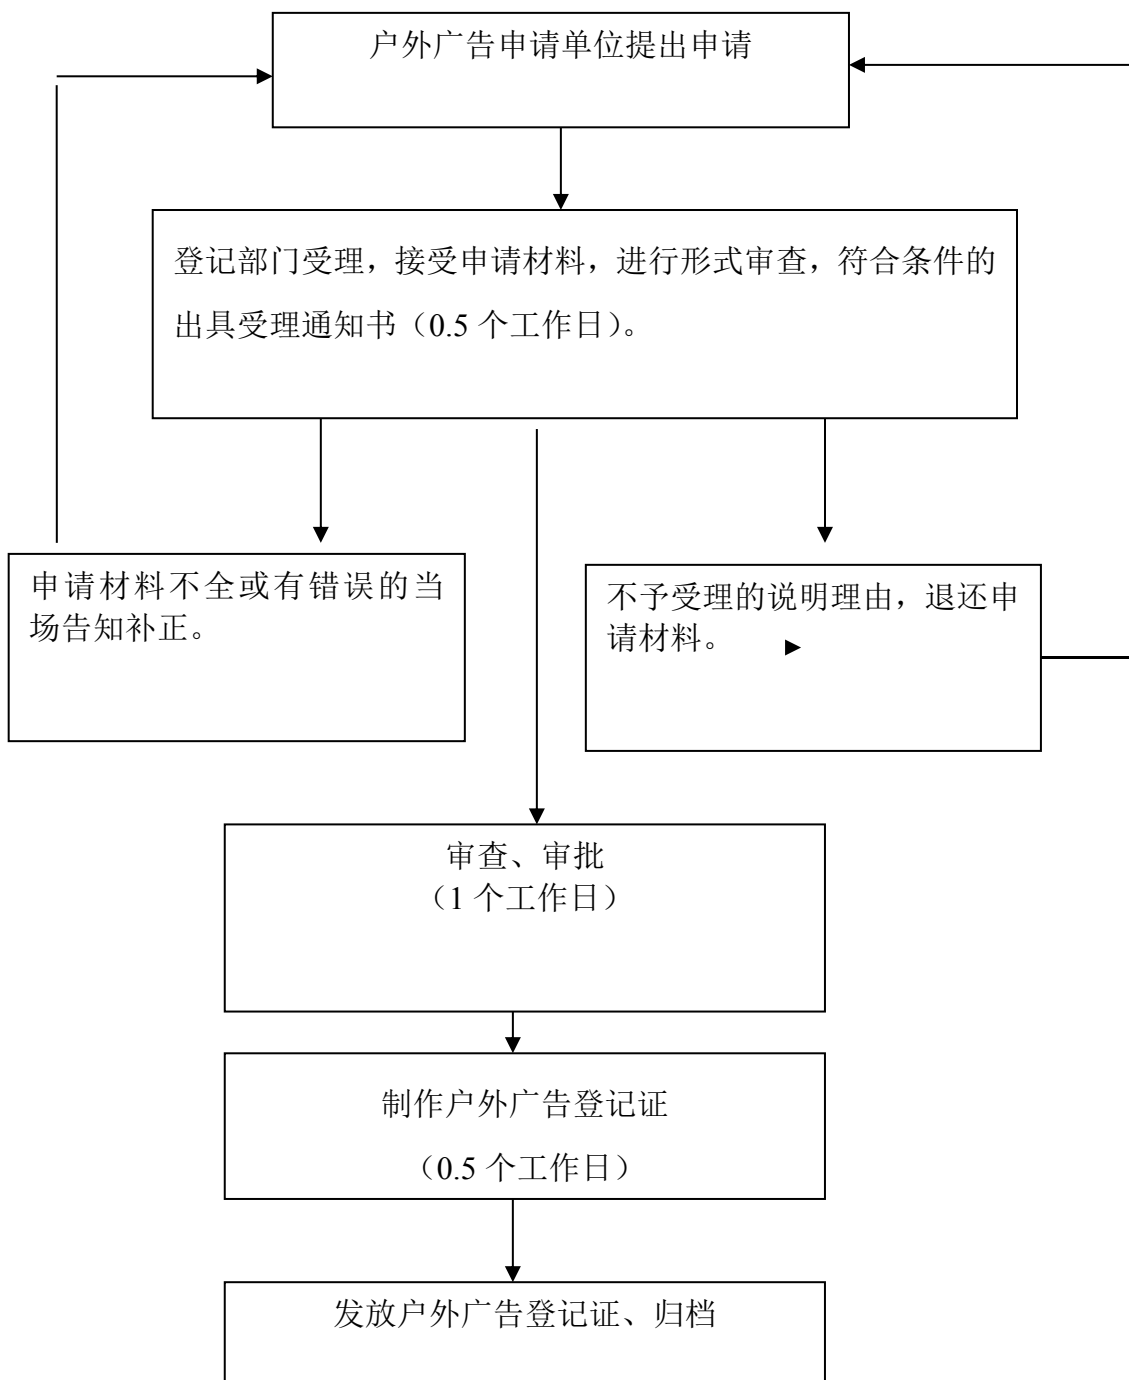 户外广告申请单位提出申请
登记部门受理，接受申请材料，进行形式审查，符合条件的
出具受理通知书（0.5 个工作日）。
申请材料不全或有错误的当
场告知补正。
不予受理的说明理由，退还申
请材料。
审查、审批
（1 个工作日）
制作户外广告登记证
（0.5 个工作日）
发放户外广告登记证、归档